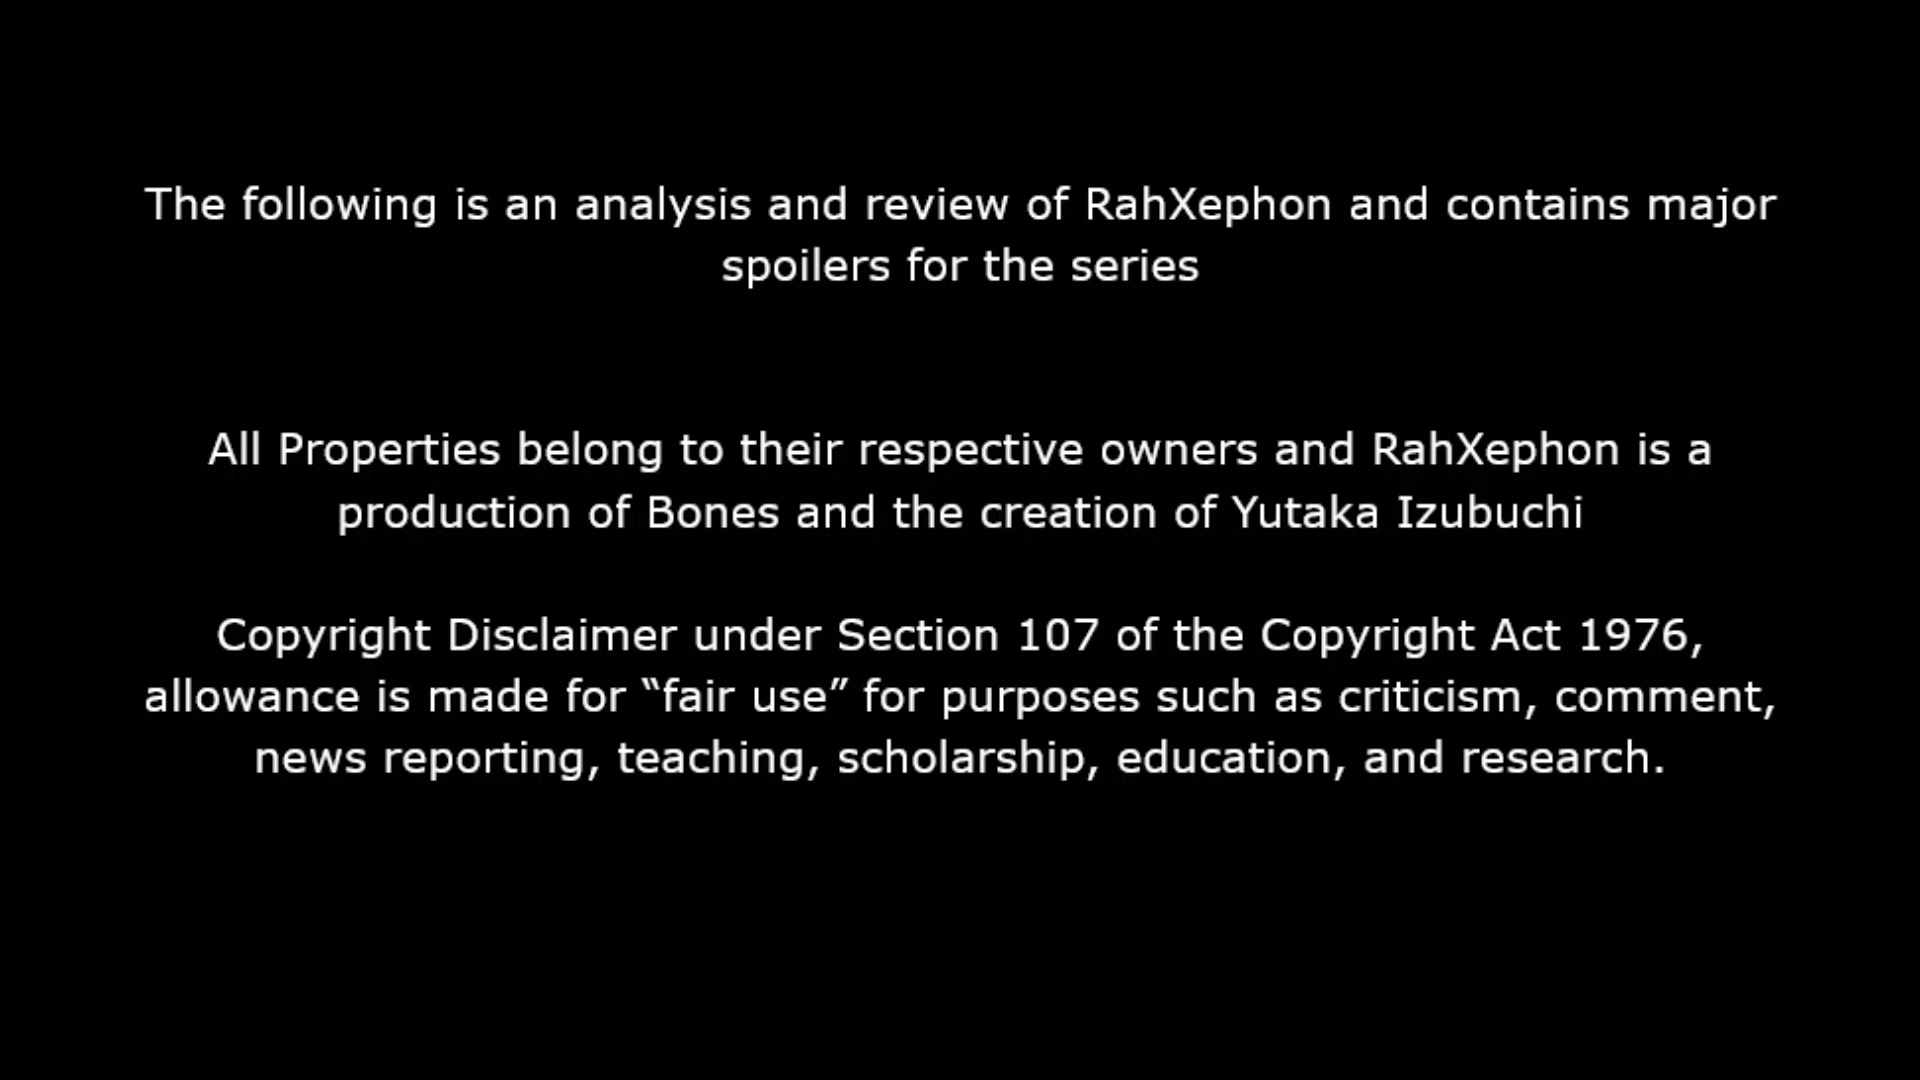 The following is an analysis and review of RahXephon and contains major
spoilers for the series
All Properties belong to their respective owners and RahXephon is a
production of Bones and the creation of Yutaka Izubuchi
Copyright Disclaimer under Section 107 of the Copyright Act 1976,
allowance is made for “fair use” for purposes such as criticism, comment,
news reporting, teaching, scholarship, education, and research.